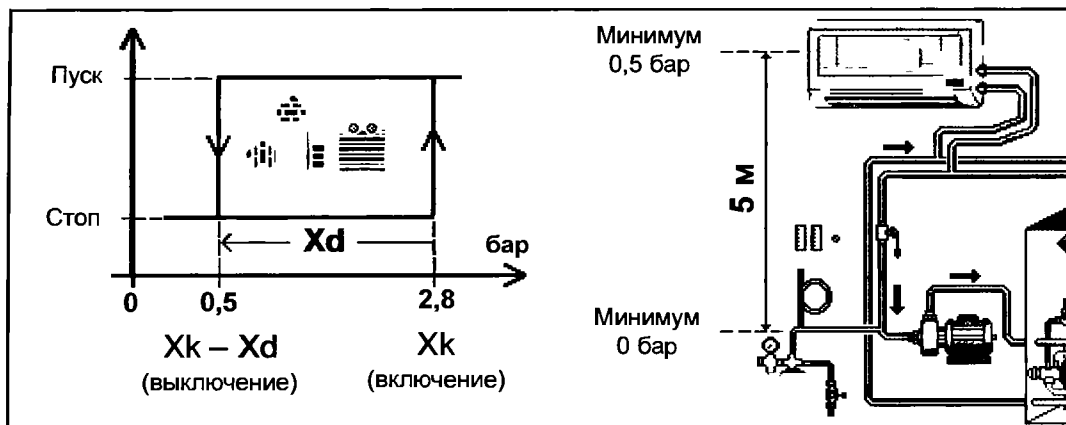 Пуск
Стоп
Xd
бар
0
0,5
2,8
Xk – Xd
(выключение)
Xk
(включение)
Минимум
0,5 бар
5 м
Минимум
0 бар